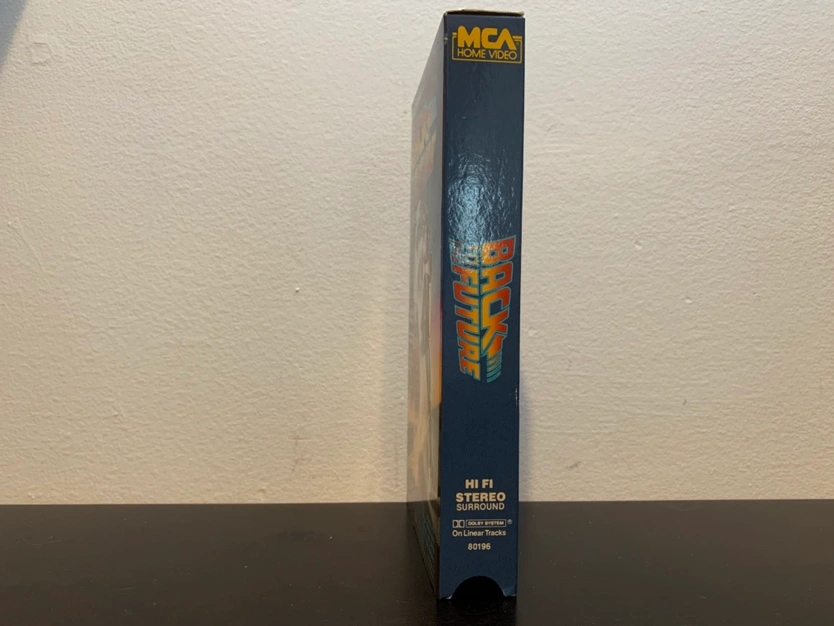 MCA
HOME VIDEO
BACK
TO THE
FUTURE
HI FI
STEREO
SURROUND
DOLBY SYSTEM®
On Linear Tracks
80196